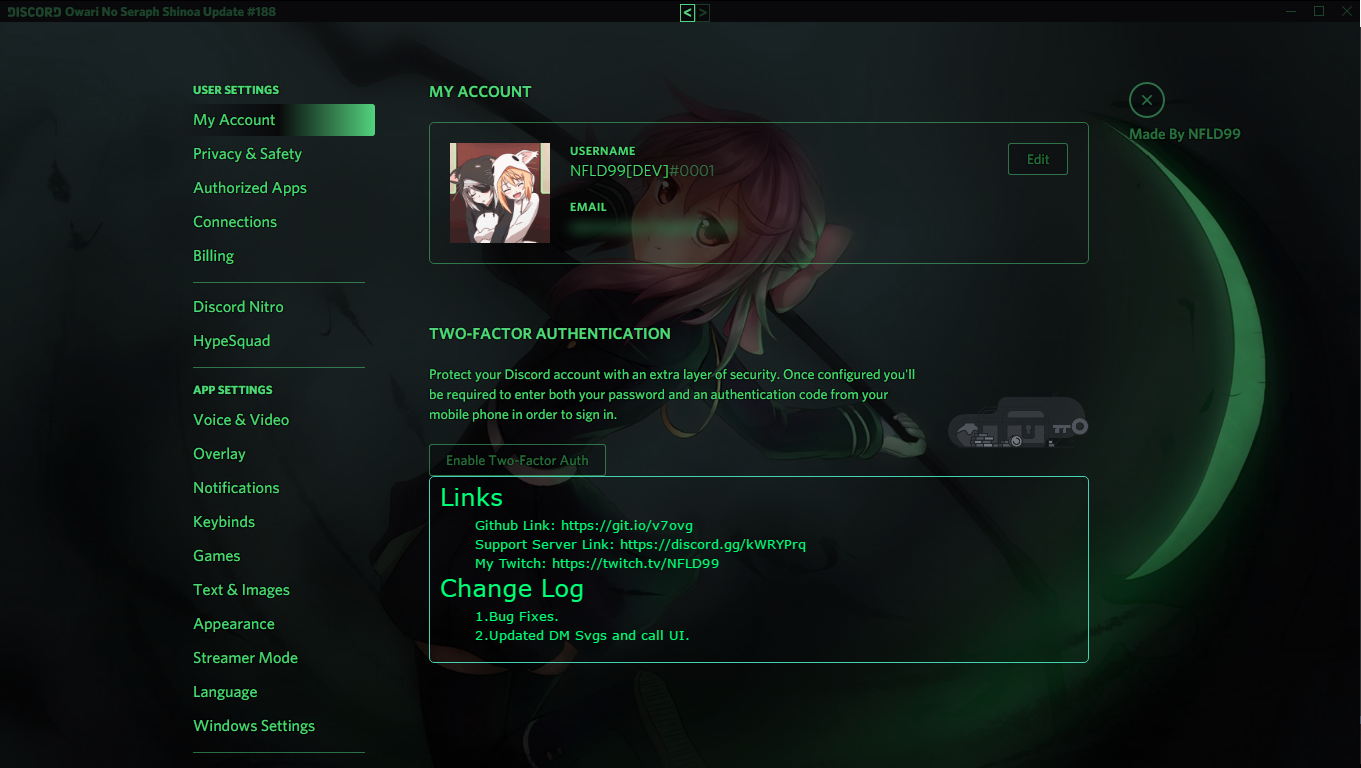 DISCORD Owari No Seraph Shinoa Update #188
< >
USER SETTINGS
My Account
Privacy & Safety
Authorized Apps
Connections
Billing
Discord Nitro
HypeSquad
APP SETTINGS
Voice & Video
Overlay
Notifications
Keybinds
Games
Text & Images
Appearance
Streamer Mode
Language
Windows Settings
MY ACCOUNT
USERNAME
NFLD99[DEV]#0001
EMAIL
Edit
Made By NFLD99
TWO-FACTOR AUTHENTICATION
Protect your Discord account with an extra layer of security. Once configured you'll
be required to enter both your password and an authentication code from your
mobile phone in order to sign in.
Enable Two-Factor Auth
Links
Github Link: https://git.io/v7ovg
Support Server Link: https://discord.gg/kWRYPrq
My Twitch: https://twitch.tv/NFLD99
Change Log
1.Bug Fixes.
2.Updated DM Svgs and call UI.